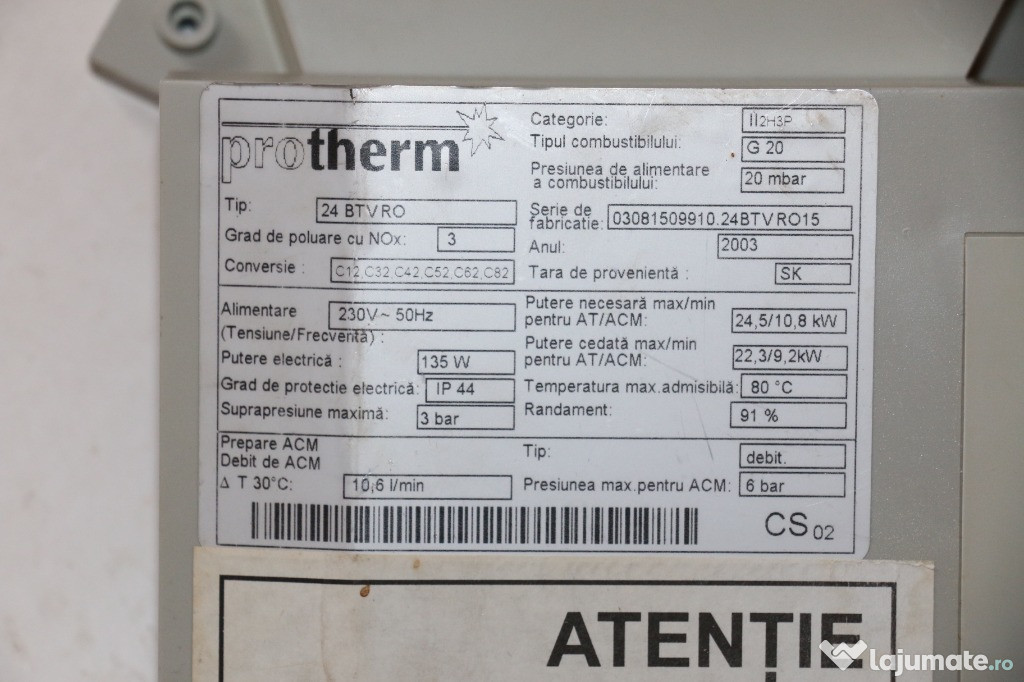 protherm
Tip: 24 BTV RO
Grad de poluare cu NOx: 3
Conversie : C12,C32,C42,C52,C62,C82
Categorie: II2H3P
Tipul combustibilului: G 20
Presiunea de alimentare
a combustibilului: 20 mbar
Serie de
fabricatie: 03081509910.24BTV RO15
Anul: 2003
Tara de provenientă : SK
Alimentare 230V~ 50Hz
(Tensiune/Frecventă) :
Putere electrică : 135 W
Grad de protectie electrică: IP 44
Suprapresiune maximă: 3 bar
Putere necesară max/min
pentru AT/ACM: 24,5/10,8 kW
Putere cedată max/min
pentru AT/ACM: 22,3/9,2kW
Temperatura max.admisibilă: 80 °C
Randament: 91 %
Prepare ACM
Debit de ACM
Δ T 30°C: 10,6 l/min
Tip: debit.
Presiunea max.pentru ACM: 6 bar
CS 02
ATENȚIE
lajumate.ro